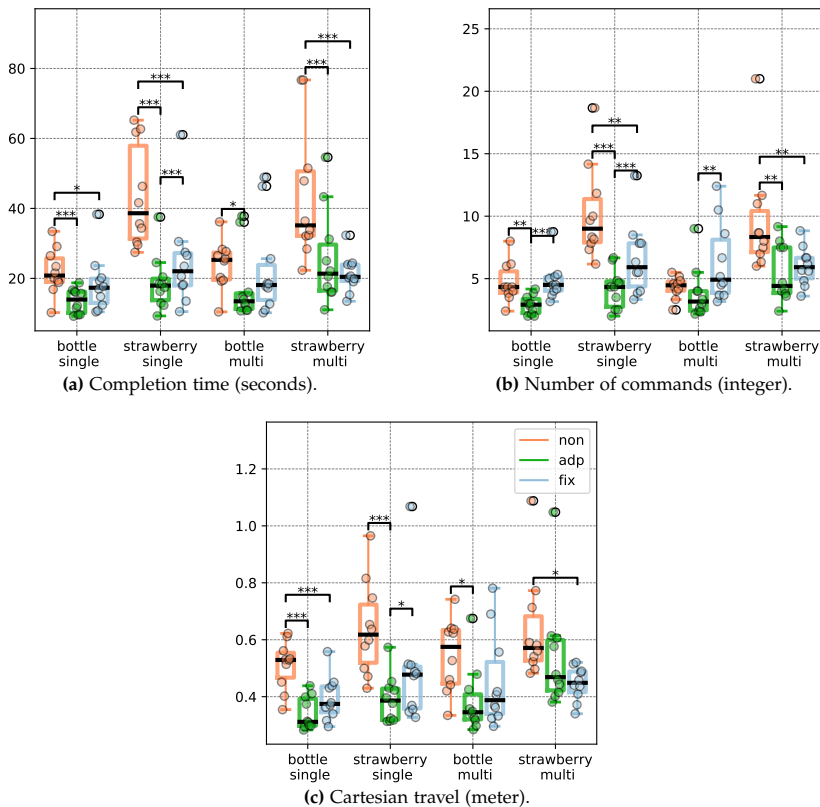 80
60
40
20
***
***
***
***
***
*
***
*
***
bottle single
strawberry single
bottle multi
strawberry multi
(a) Completion time (seconds).
25
20
15
10
5
**
***
**
***
***
**
**
**
***
bottle single
strawberry single
bottle multi
strawberry multi
(b) Number of commands (integer).
1.2
1.0
0.8
0.6
0.4
non
adp
fix
***
***
***
*
*
*
bottle single
strawberry single
bottle multi
strawberry multi
(c) Cartesian travel (meter).